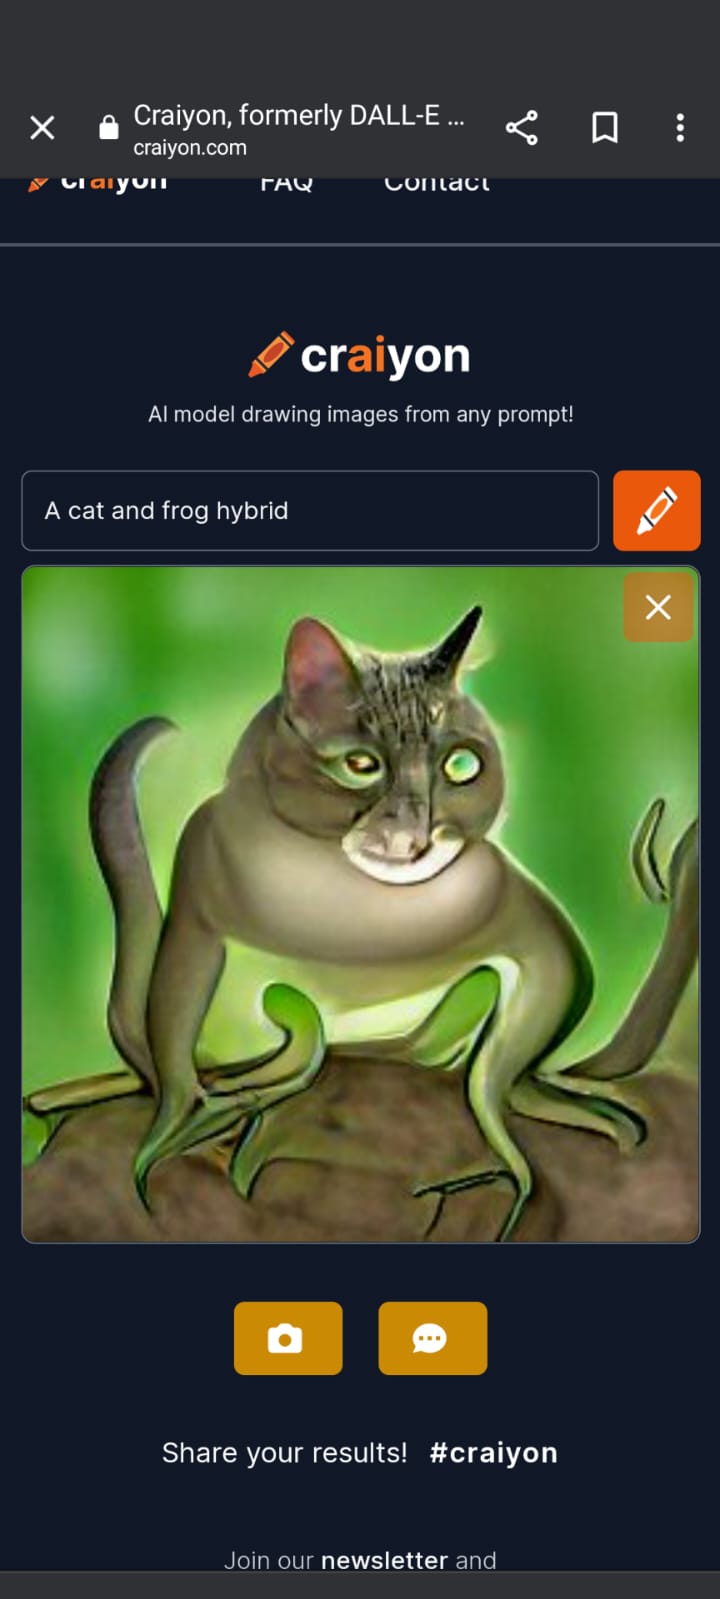 Craiyon, formerly DALL-E ...
craiyon.com
craiyon FAQ Contact
craiyon
AI model drawing images from any prompt!
A cat and frog hybrid
Share your results! #craiyon
Join our newsletter and